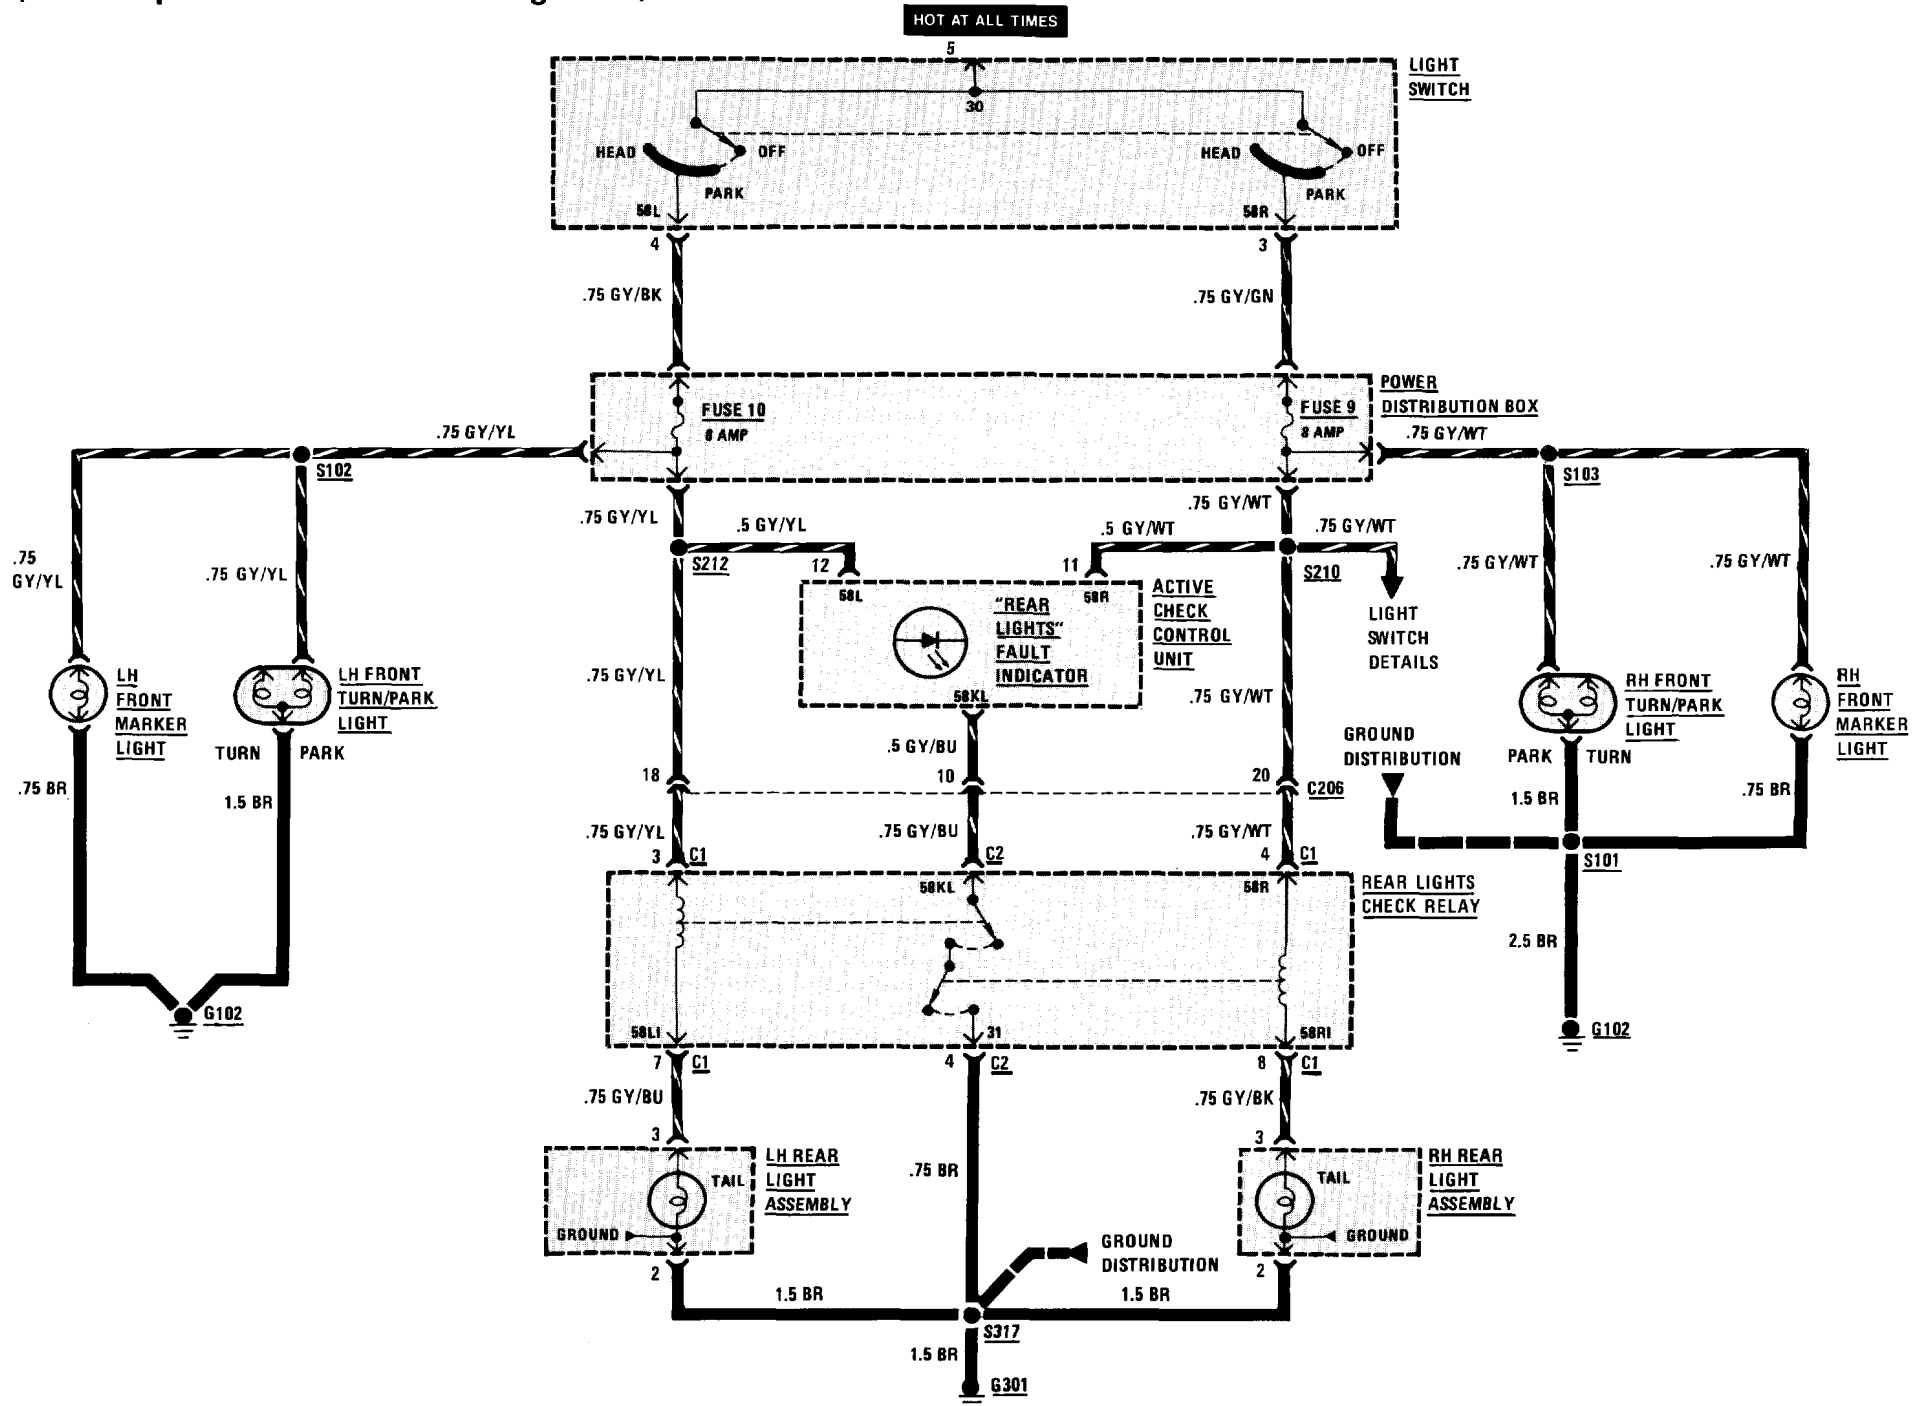 HOT AT ALL TIMES
5
LIGHT
SWITCH
30
HEAD
OFF
PARK
HEAD
OFF
PARK
58L
58R
4
3
.75 GY/BK
.75 GY/GN
POWER
DISTRIBUTION BOX
FUSE 10
8 AMP
FUSE 9
8 AMP
.75 GY/YL
.75 GY/WT
S102
S103
.75 GY/YL
.75 GY/WT
.5 GY/YL
.5 GY/WT
.75 GY/WT
S212
12
11
S210
.75
GY/YL
.75 GY/YL
58L
58R
"REAR
LIGHTS"
FAULT
INDICATOR
58KL
ACTIVE
CHECK
CONTROL
UNIT
LIGHT
SWITCH
DETAILS
.75 GY/WT
.75 GY/WT
LH
FRONT
MARKER
LIGHT
LH FRONT
TURN/PARK
LIGHT
TURN
PARK
.75 GY/YL
.75 GY/WT
RH FRONT
TURN/PARK
LIGHT
PARK
TURN
RH
FRONT
MARKER
LIGHT
GROUND
DISTRIBUTION
.5 GY/BU
18
10
20
C206
.75 BR
1.5 BR
1.5 BR
.75 BR
.75 GY/YL
.75 GY/BU
.75 GY/WT
3
C1
C2
4
C1
S101
58KL
58R
REAR LIGHTS
CHECK RELAY
2.5 BR
G102
G102
58LI
31
58RI
7
C1
4
C2
8
C1
.75 GY/BU
.75 GY/BK
3
3
LH REAR
LIGHT
ASSEMBLY
TAIL
GROUND
.75 BR
RH REAR
LIGHT
ASSEMBLY
TAIL
GROUND
GROUND
DISTRIBUTION
2
2
1.5 BR
1.5 BR
S317
1.5 BR
G301